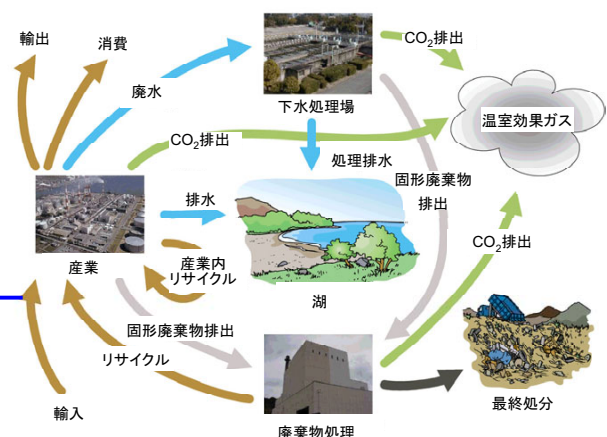 輸出
消費
CO2排出
廃水
下水処理場
温室効果ガス
CO2排出
処理排水
固形廃棄物
排出
排水
CO2排出
産業
産業内
リサイクル
湖
固形廃棄物排出
リサイクル
輸入
廃棄物処理
最終処分